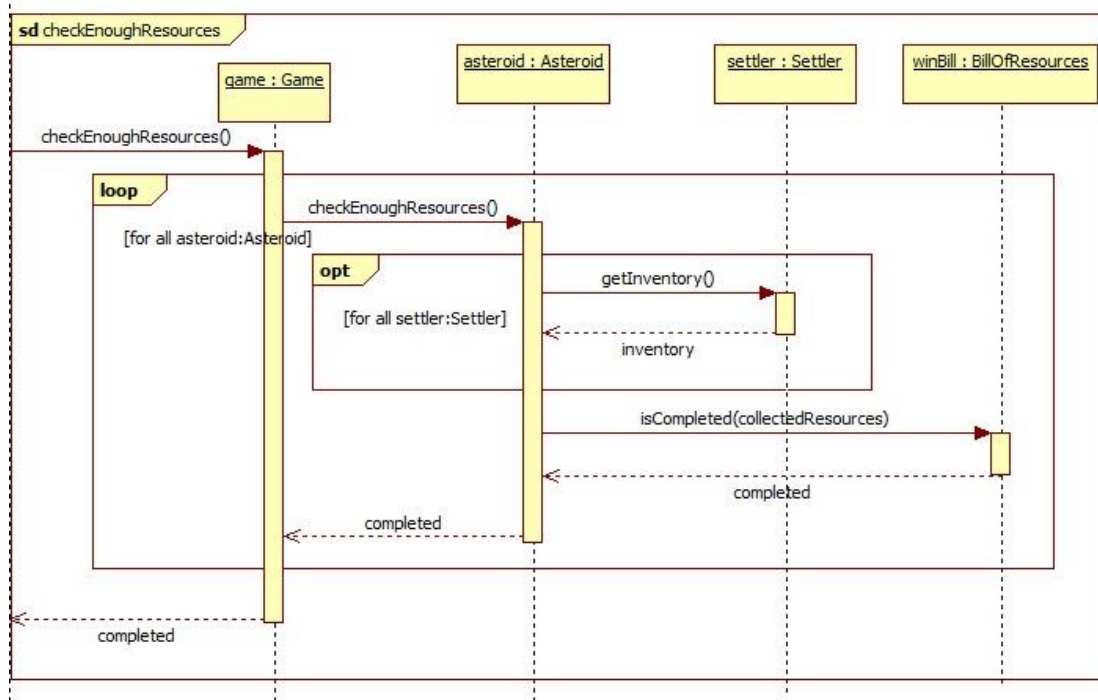 sd checkEnoughResources
game : Game
asteroid : Asteroid
settler : Settler
winBill : BillOfResources
checkEnoughResources()
loop
[for all asteroid:Asteroid]
checkEnoughResources()
opt
[for all settler:Settler]
getInventory()
inventory
isCompleted(collectedResources)
completed
completed
completed